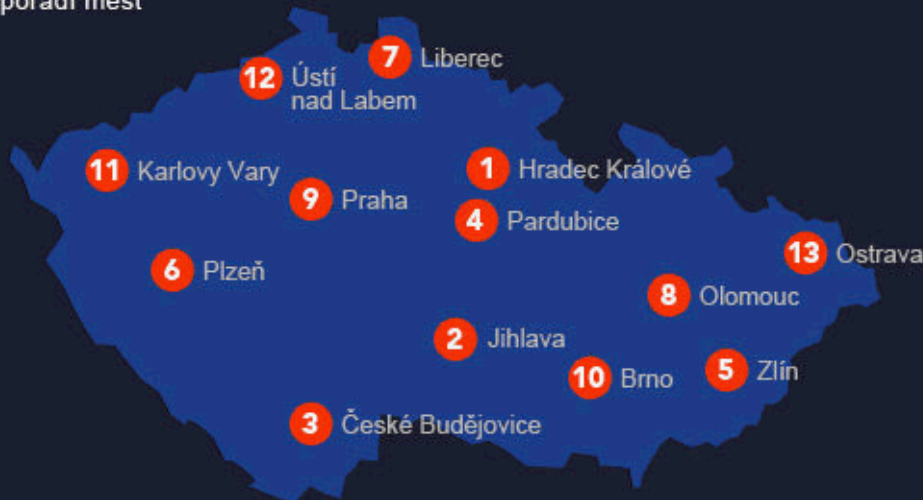 pořadí měst
7 Liberec
12 Ústí
nad Labem
11 Karlovy Vary
1 Hradec Králové
9 Praha
4 Pardubice
13 Ostrava
6 Plzeň
8 Olomouc
2 Jihlava
10 Brno
5 Zlín
3 České Budějovice